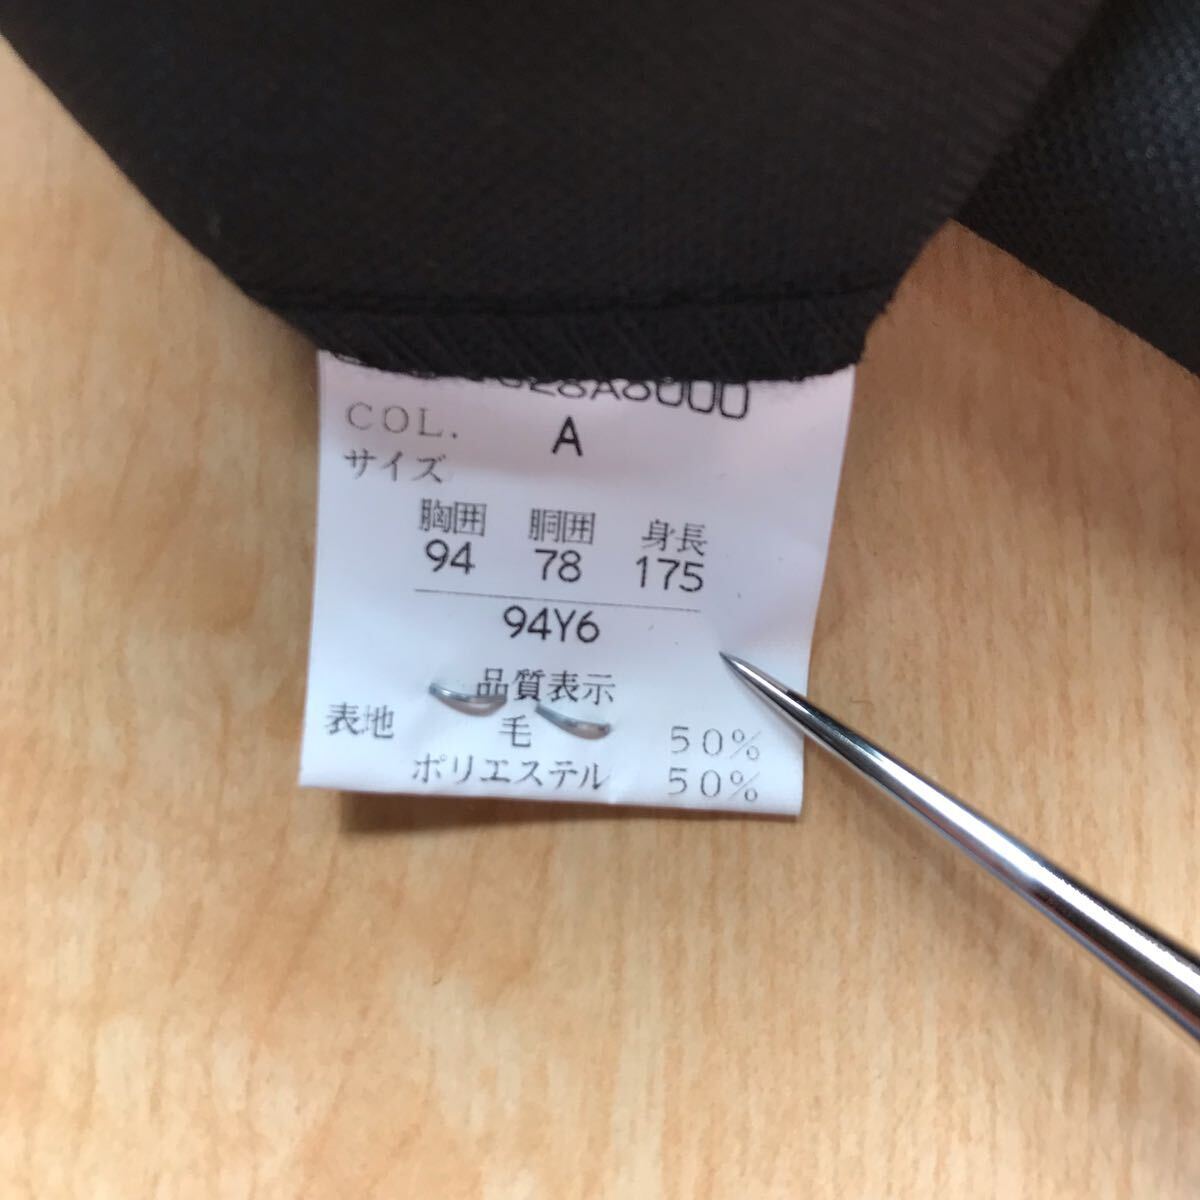 COL. A
サイズ
胸囲 胴囲 身長
94 78 175
94Y6
品質表示
表地 毛 50%
ポリエステル 50%